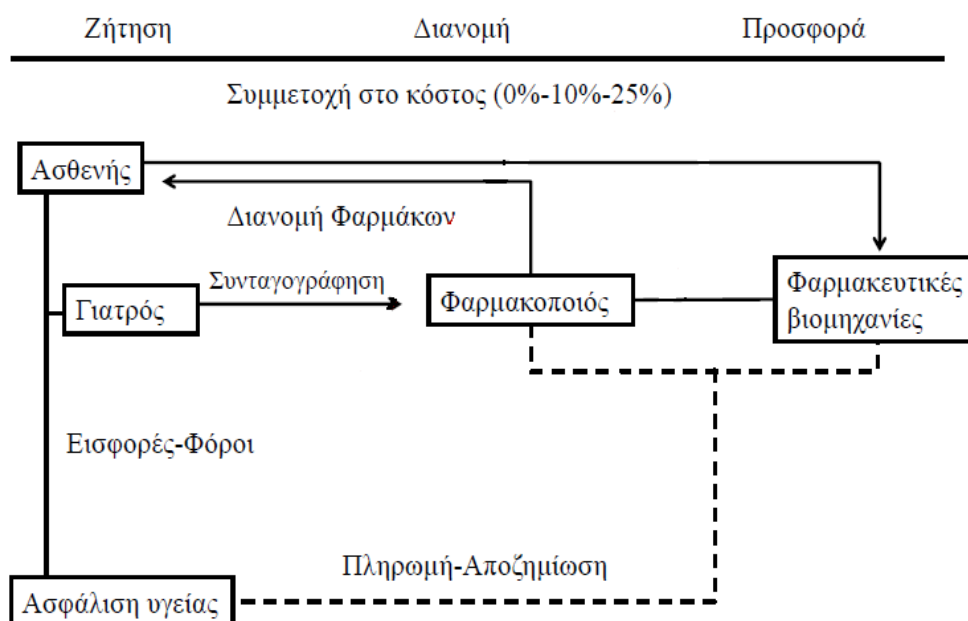 Ζήτηση Διανομή Προσφορά
Συμμετοχή στο κόστος (0%-10%-25%)
Ασθενής
Διανομή Φαρμάκων
Συνταγογράφηση
Γιατρός
Φαρμακοποιός
Φαρμακευτικές
βιομηχανίες
Εισφορές-Φόροι
Πληρωμή-Αποζημίωση
Ασφάλιση υγείας